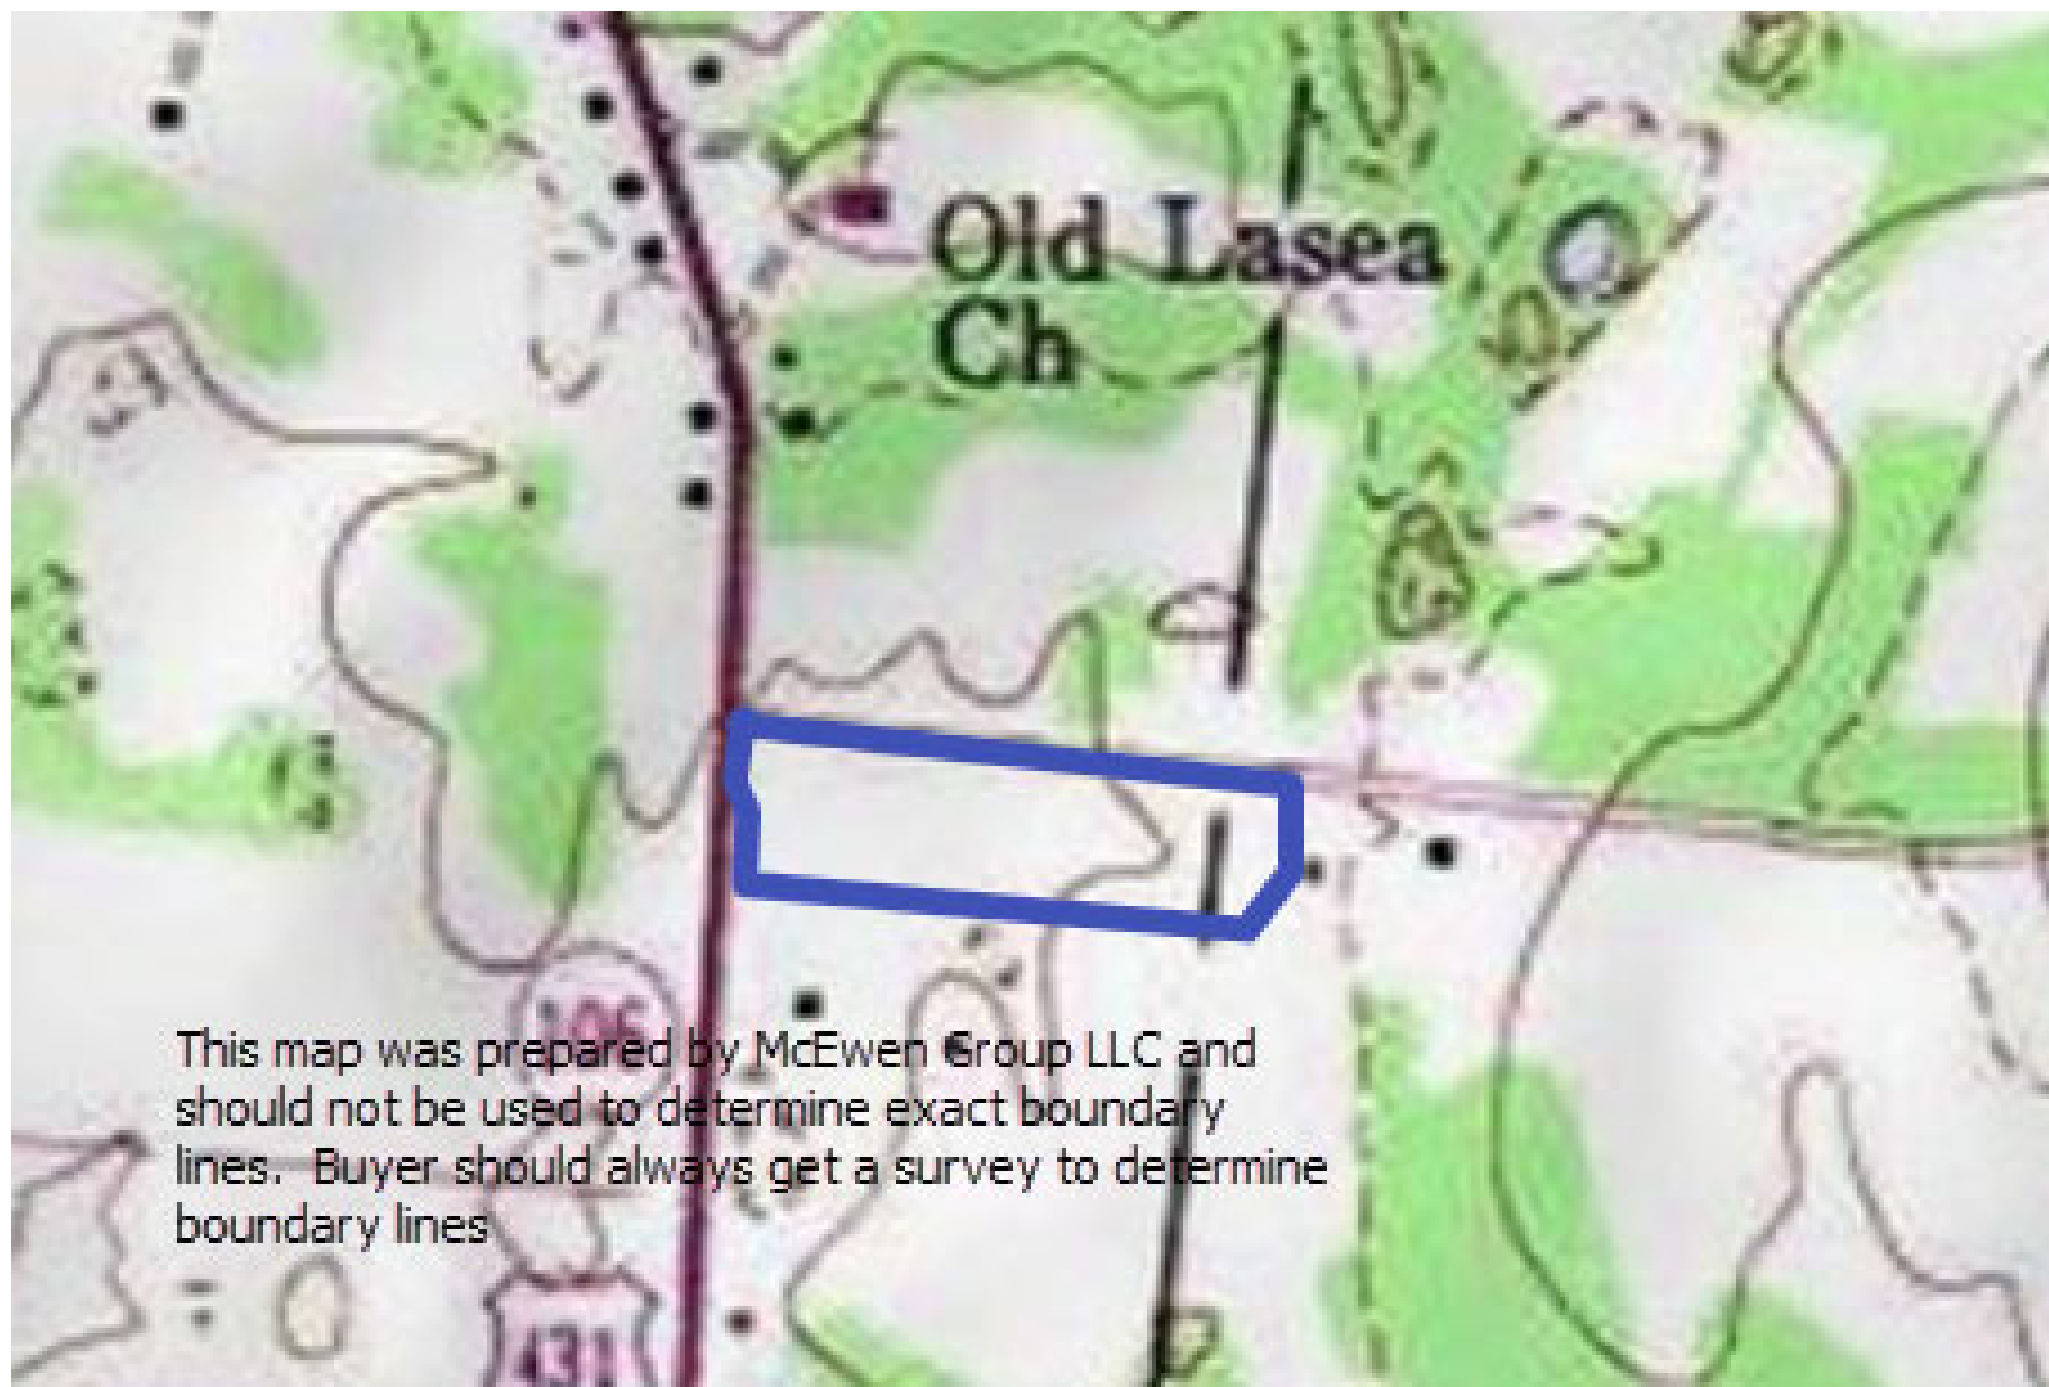 Old Lasea
Ch
106
This map was prepared by McEwen Group LLC and
should not be used to determine exact boundary
lines.  Buyer should always get a survey to determine
boundary lines
431